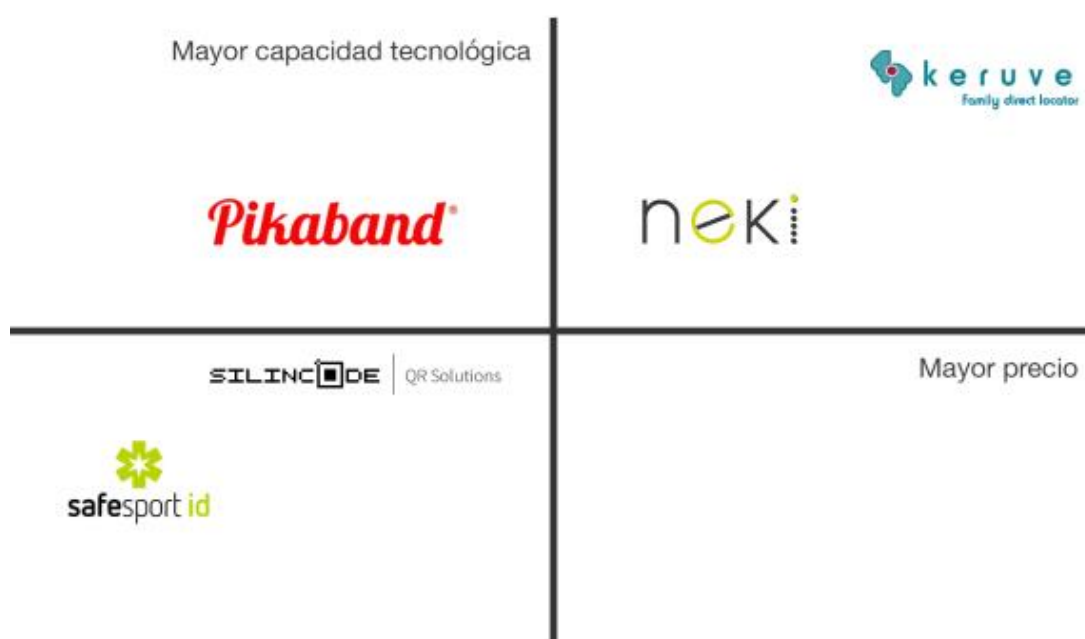 Mayor capacidad tecnológica
keruve
Family direct locator
Pikaband®
neki
SILINCODE | QR Solutions
Mayor precio
safesport id